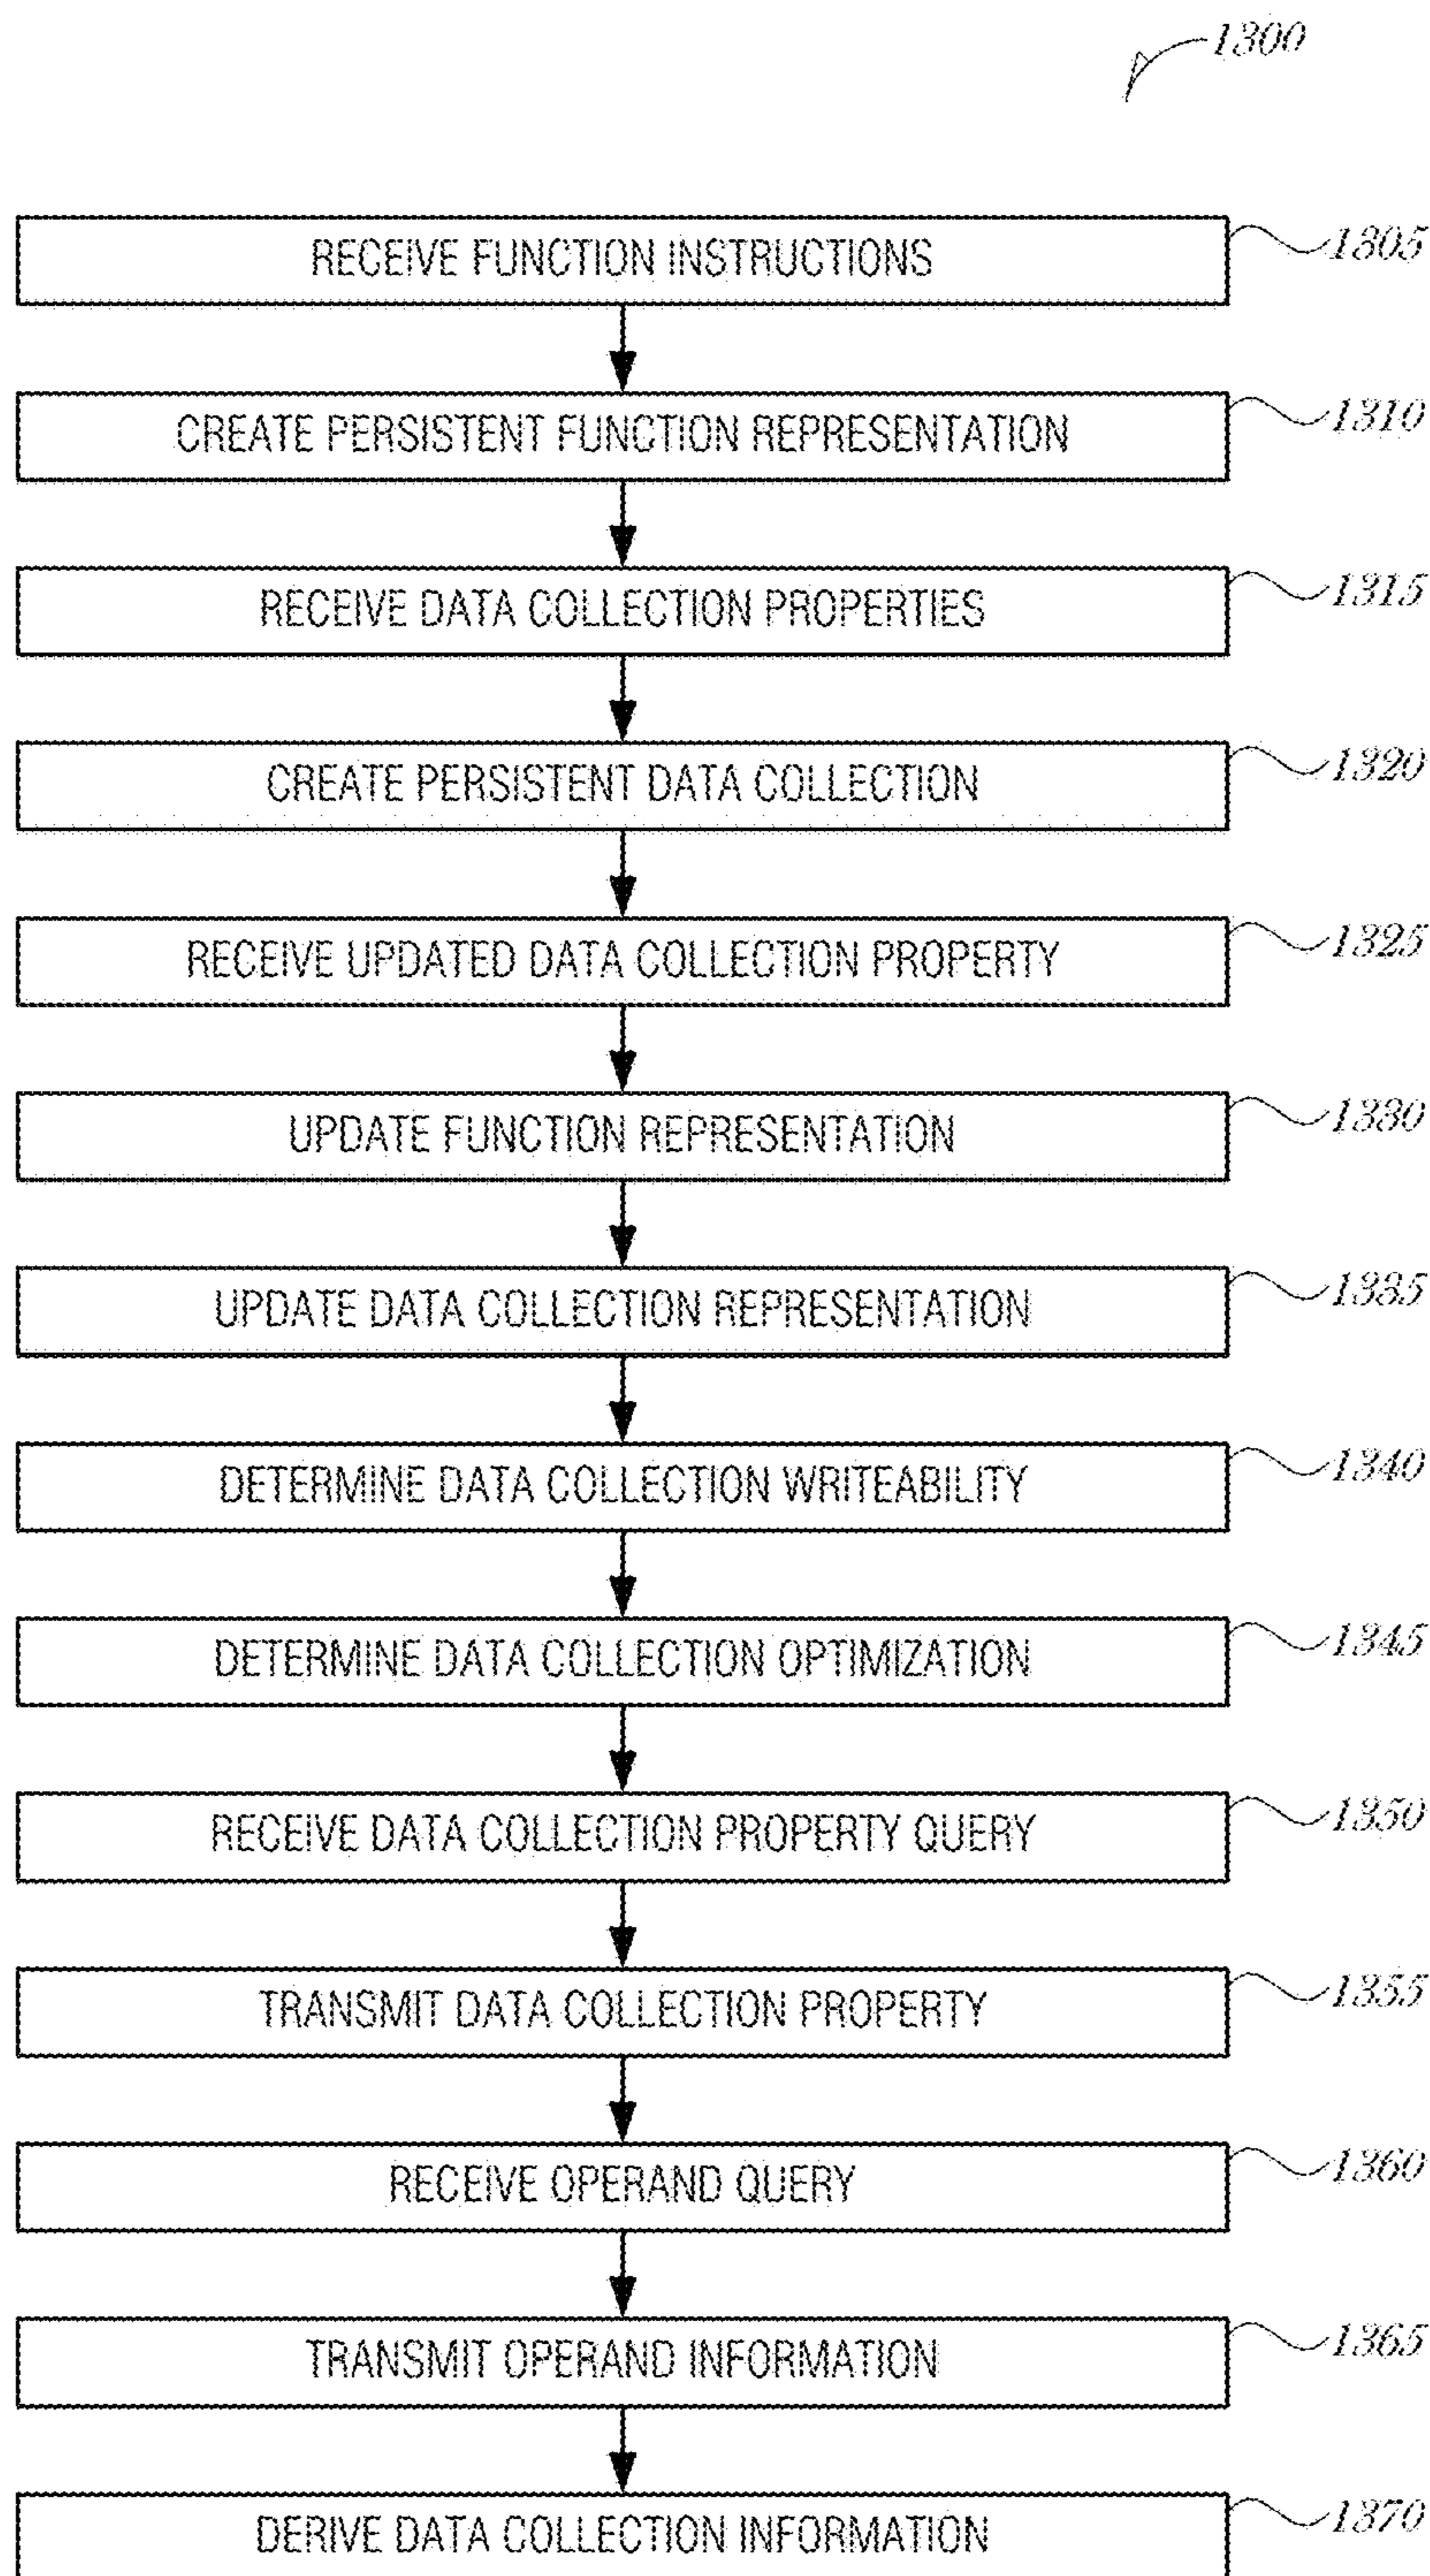 1300
RECEIVE FUNCTION INSTRUCTIONS 1305
CREATE PERSISTENT FUNCTION REPRESENTATION 1310
RECEIVE DATA COLLECTION PROPERTIES 1315
CREATE PERSISTENT DATA COLLECTION 1320
RECEIVE UPDATED DATA COLLECTION PROPERTY 1325
UPDATE FUNCTION REPRESENTATION 1330
UPDATE DATA COLLECTION REPRESENTATION 1335
DETERMINE DATA COLLECTION WRITEABILITY 1340
DETERMINE DATA COLLECTION OPTIMIZATION 1345
RECEIVE DATA COLLECTION PROPERTY QUERY 1350
TRANSMIT DATA COLLECTION PROPERTY 1355
RECEIVE OPERAND QUERY 1360
TRANSMIT OPERAND INFORMATION 1365
DERIVE DATA COLLECTION INFORMATION 1370